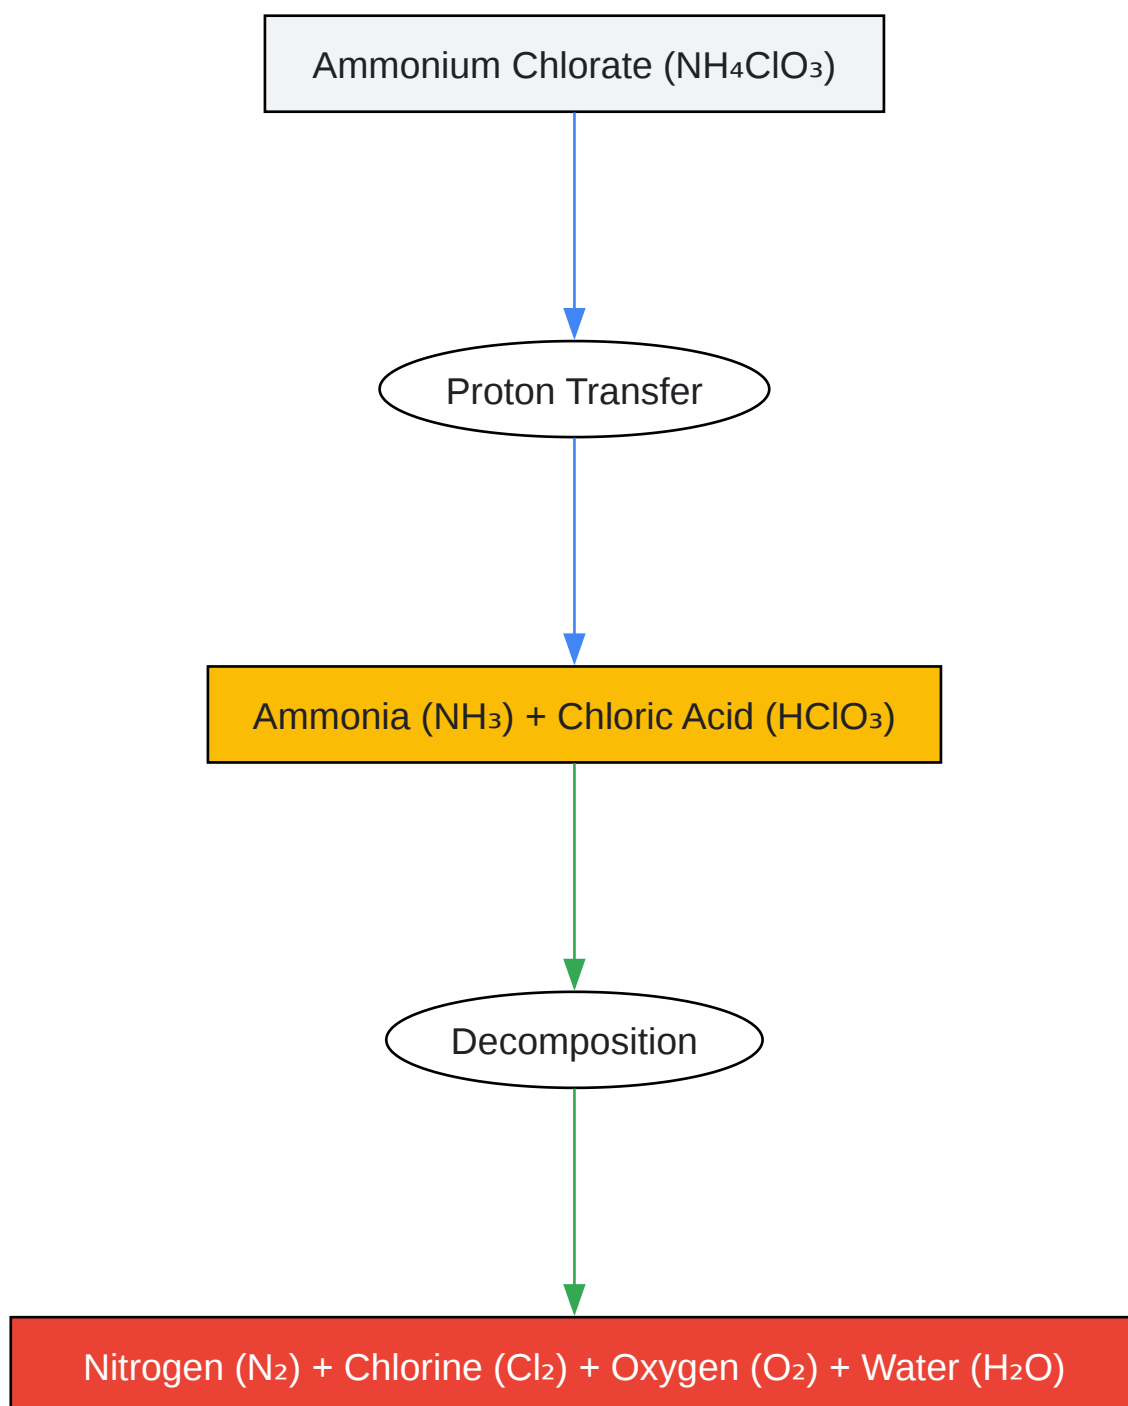 Ammonium Chlorate (NH₄ClO₃)
Proton Transfer
Ammonia (NH₃) + Chloric Acid (HClO₃)
Decomposition
Nitrogen (N₂) + Chlorine (Cl₂) + Oxygen (O₂) + Water (H₂O)